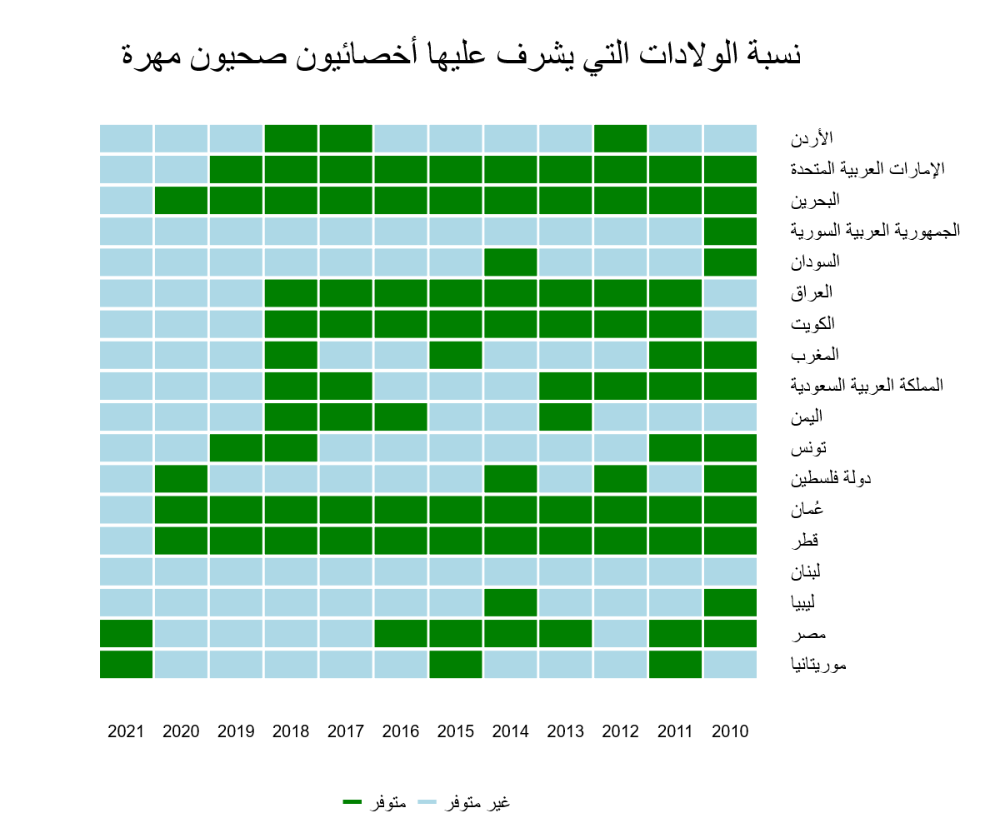 نسبة الولادات التي يشرف عليها أخصائيون صحيون مهرة
الأردن
الإمارات العربية المتحدة
البحرين
الجمهورية العربية السورية
السودان
العراق
الكويت
المغرب
المملكة العربية السعودية
اليمن
تونس
دولة فلسطين
عُمان
قطر
لبنان
ليبيا
مصر
موريتانيا
2021 2020 2019 2018 2017 2016 2015 2014 2013 2012 2011 2010
متوفر غير متوفر